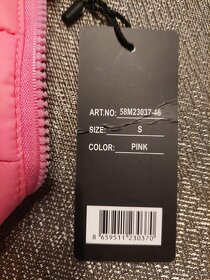 ART.NO: 58M23037-46
SIZE: S
COLOR: PINK
8 659511 230370